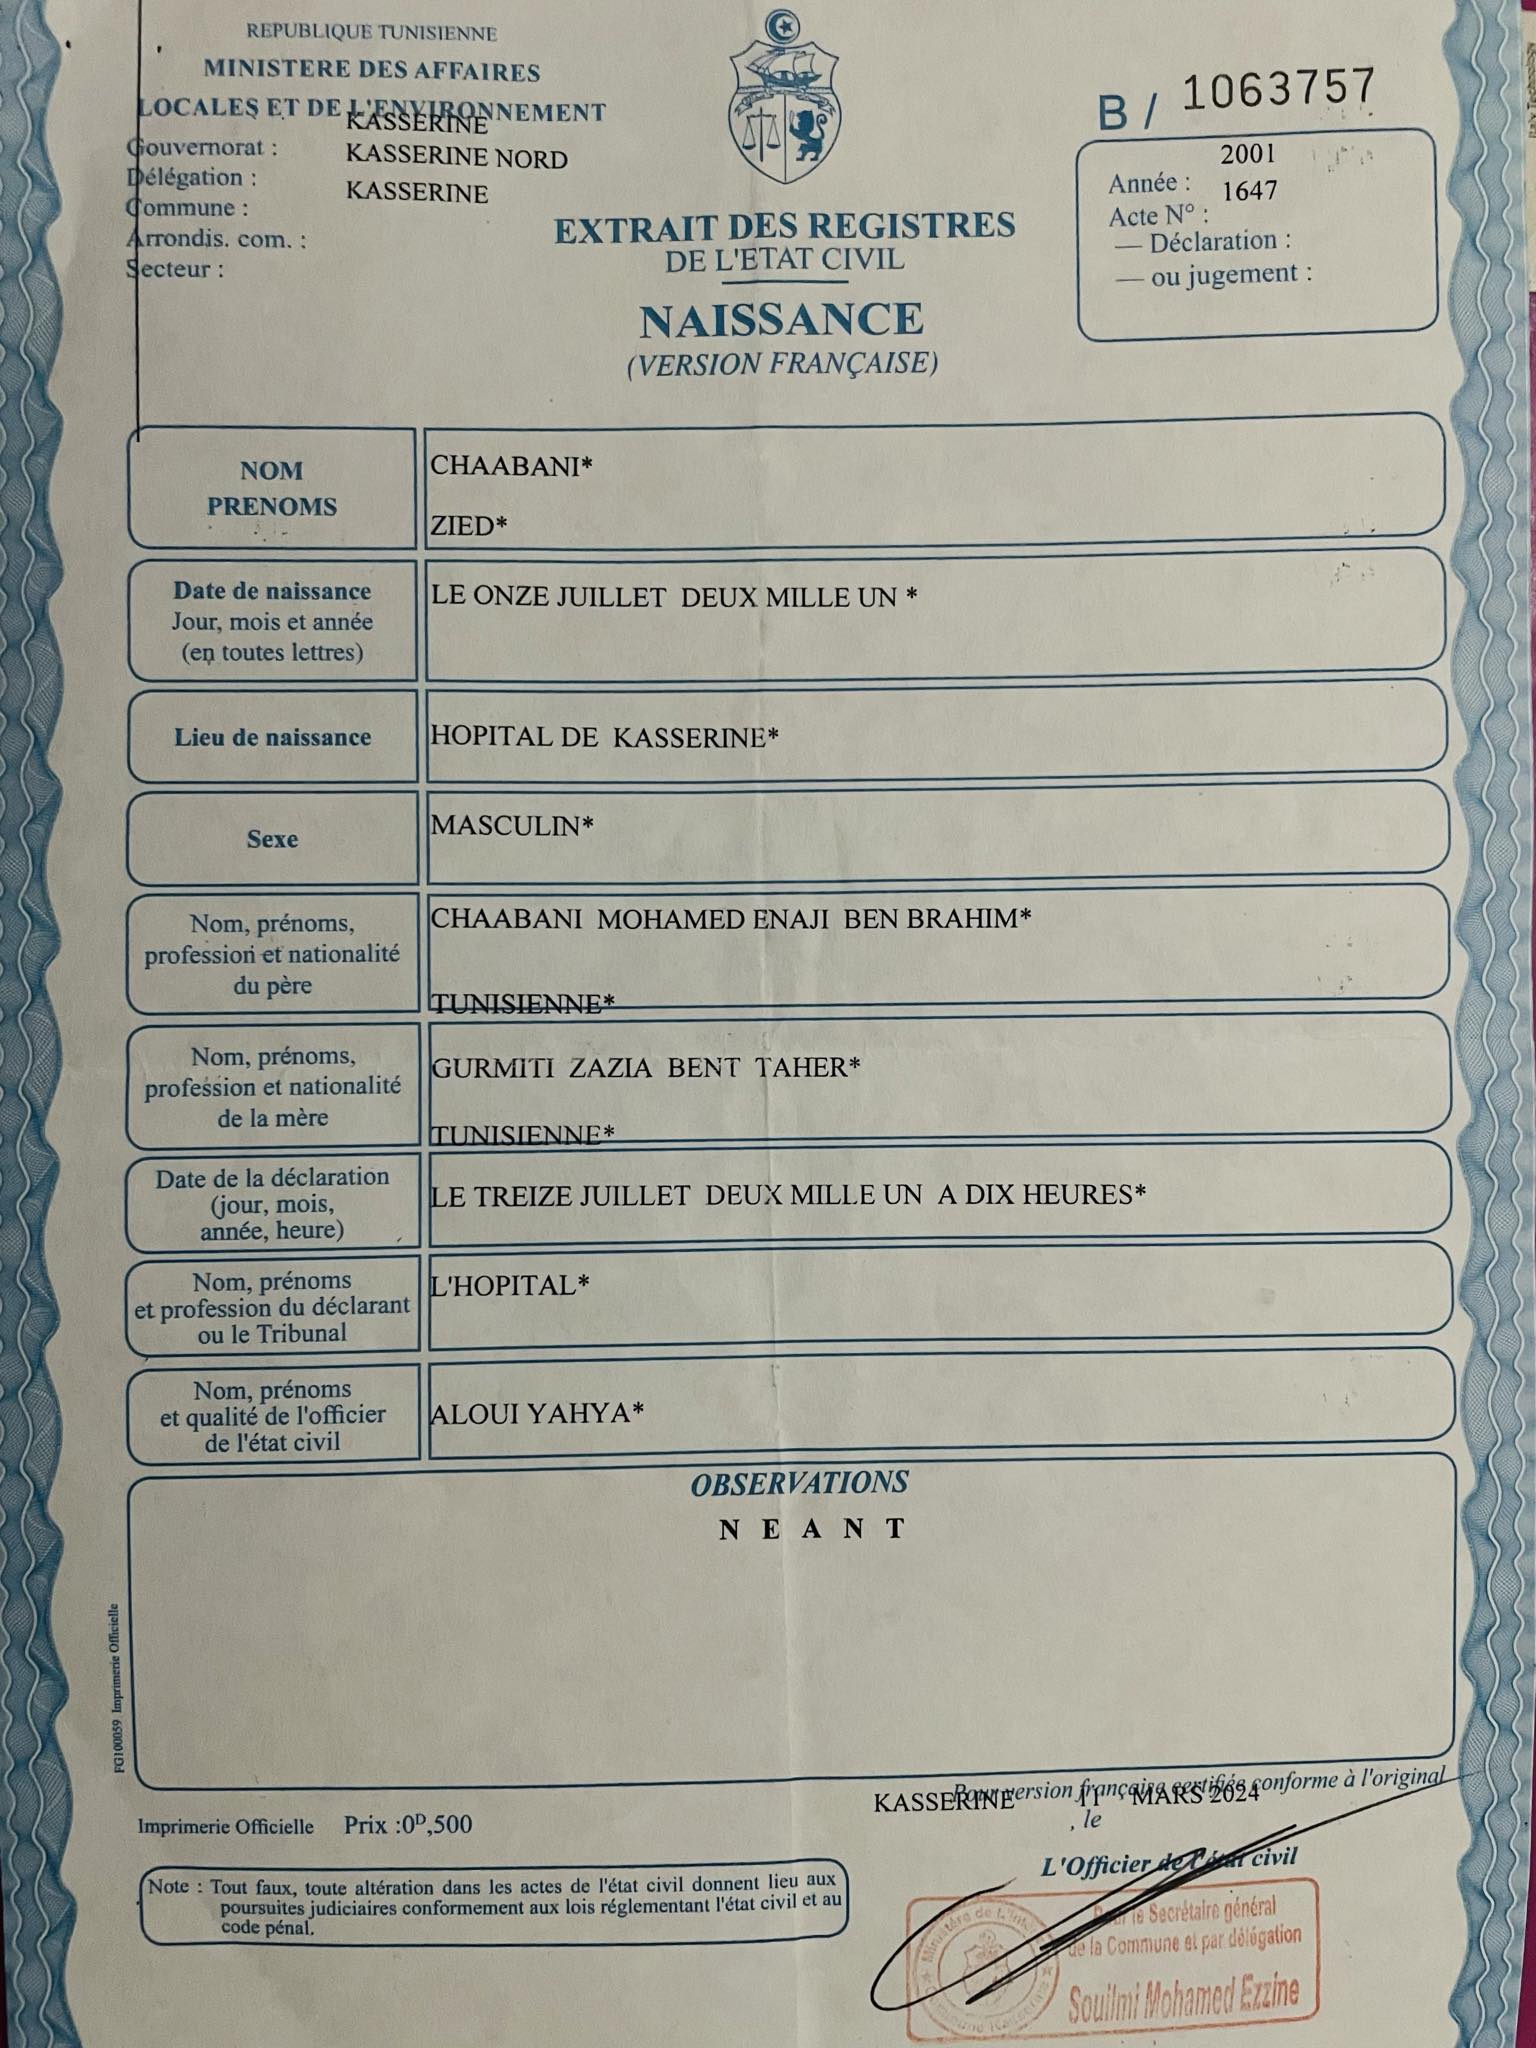 REPUBLIQUE TUNISIENNE
MINISTERE DES AFFAIRES
LOCALES ET DE L'ENVIRONNEMENT
KASSERINE
Gouvernorat :
KASSERINE NORD
Délégation :
KASSERINE
Commune :
Arrondis. com. :
Secteur :
B / 1063757
2001
Année :
1647
Acte N° :
— Déclaration :
— ou jugement :
EXTRAIT DES REGISTRES
DE L'ETAT CIVIL
NAISSANCE
(VERSION FRANÇAISE)
NOM
PRENOMS
CHAABANI*
ZIED*
Date de naissance
Jour, mois et année
(en toutes lettres)
LE ONZE JUILLET DEUX MILLE UN *
Lieu de naissance
HOPITAL DE KASSERINE*
Sexe
MASCULIN*
Nom, prénoms,
profession et nationalité
du père
CHAABANI MOHAMED ENAJI BEN BRAHIM*
TUNISIENNE*
Nom, prénoms,
profession et nationalité
de la mère
GURMITI ZAZIA BENT TAHER*
TUNISIENNE*
Date de la déclaration
(jour, mois,
année, heure)
LE TREIZE JUILLET DEUX MILLE UN A DIX HEURES*
Nom, prénoms
et profession du déclarant
ou le Tribunal
L'HOPITAL*
Nom, prénoms
et qualité de l'officier
de l'état civil
ALOUI YAHYA*
OBSERVATIONS
N E A N T
FG100059 Imprimerie Officielle
Pour version française certifiée conforme à l'original
KASSERINE 11 MARS 2024
, le
Imprimerie Officielle Prix :0ᴰ,500
L'Officier de l'état civil
Note : Tout faux, toute altération dans les actes de l'état civil donnent lieu aux
poursuites judiciaires conformement aux lois réglementant l'état civil et au
code pénal.
Pour le Secrétaire général
de la Commune et par délégation
Souilmi Mohamed Ezzine
Ministère de l'Intérieur
Commune Kasserine